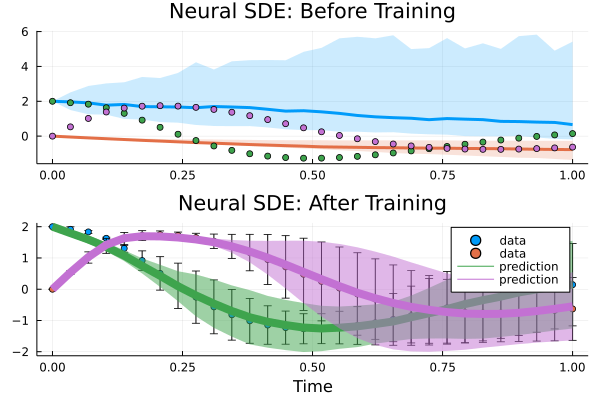 Neural SDE: Before Training
6
4
2
0
0.00 0.25 0.50 0.75 1.00
Neural SDE: After Training
2
1
0
−1
−2
data
data
prediction
prediction
0.00 0.25 0.50 0.75 1.00
Time